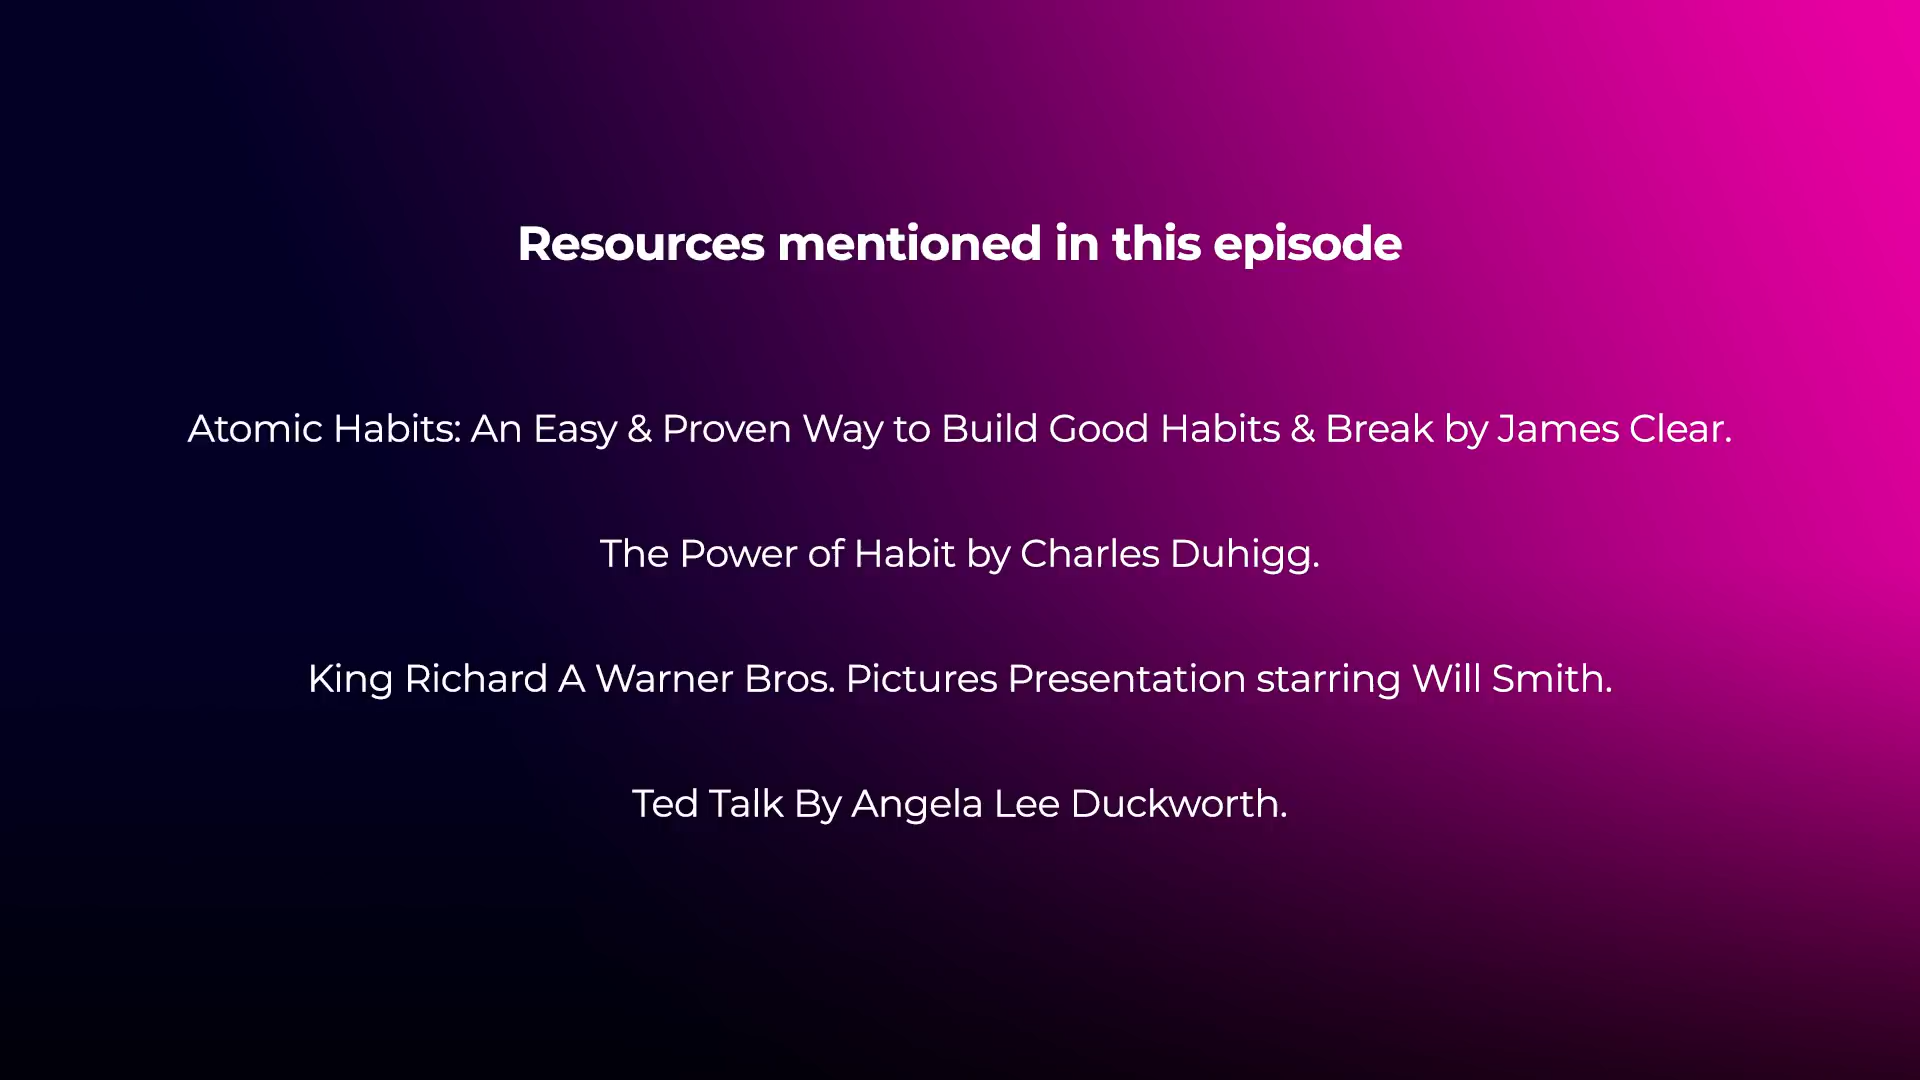 Resources mentioned in this episode
Atomic Habits: An Easy & Proven Way to Build Good Habits & Break by James Clear.
The Power of Habit by Charles Duhigg.
King Richard A Warner Bros. Pictures Presentation starring Will Smith.
Ted Talk By Angela Lee Duckworth.